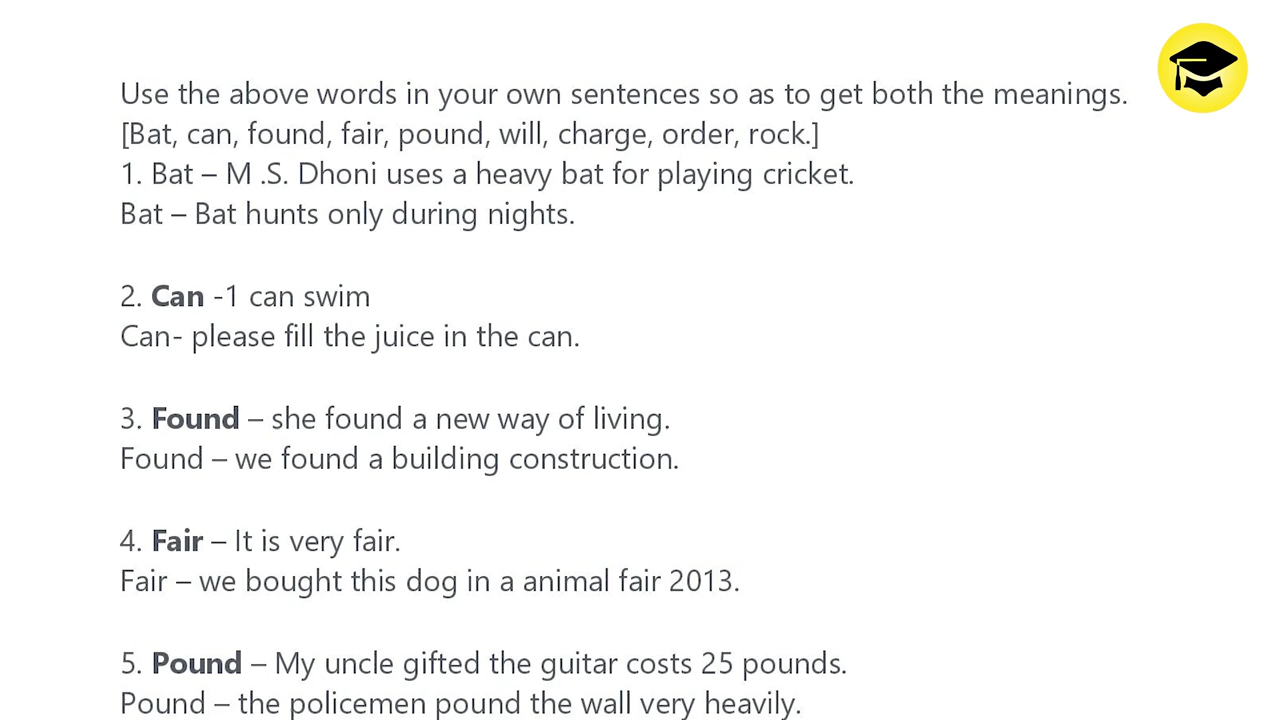 Use the above words in your own sentences so as to get both the meanings.
[Bat, can, found, fair, pound, will, charge, order, rock.]
1. Bat – M .S. Dhoni uses a heavy bat for playing cricket.
Bat – Bat hunts only during nights.
2. Can -1 can swim
Can- please fill the juice in the can.
3. Found – she found a new way of living.
Found – we found a building construction.
4. Fair – It is very fair.
Fair – we bought this dog in a animal fair 2013.
5. Pound – My uncle gifted the guitar costs 25 pounds.
Pound – the policemen pound the wall very heavily.